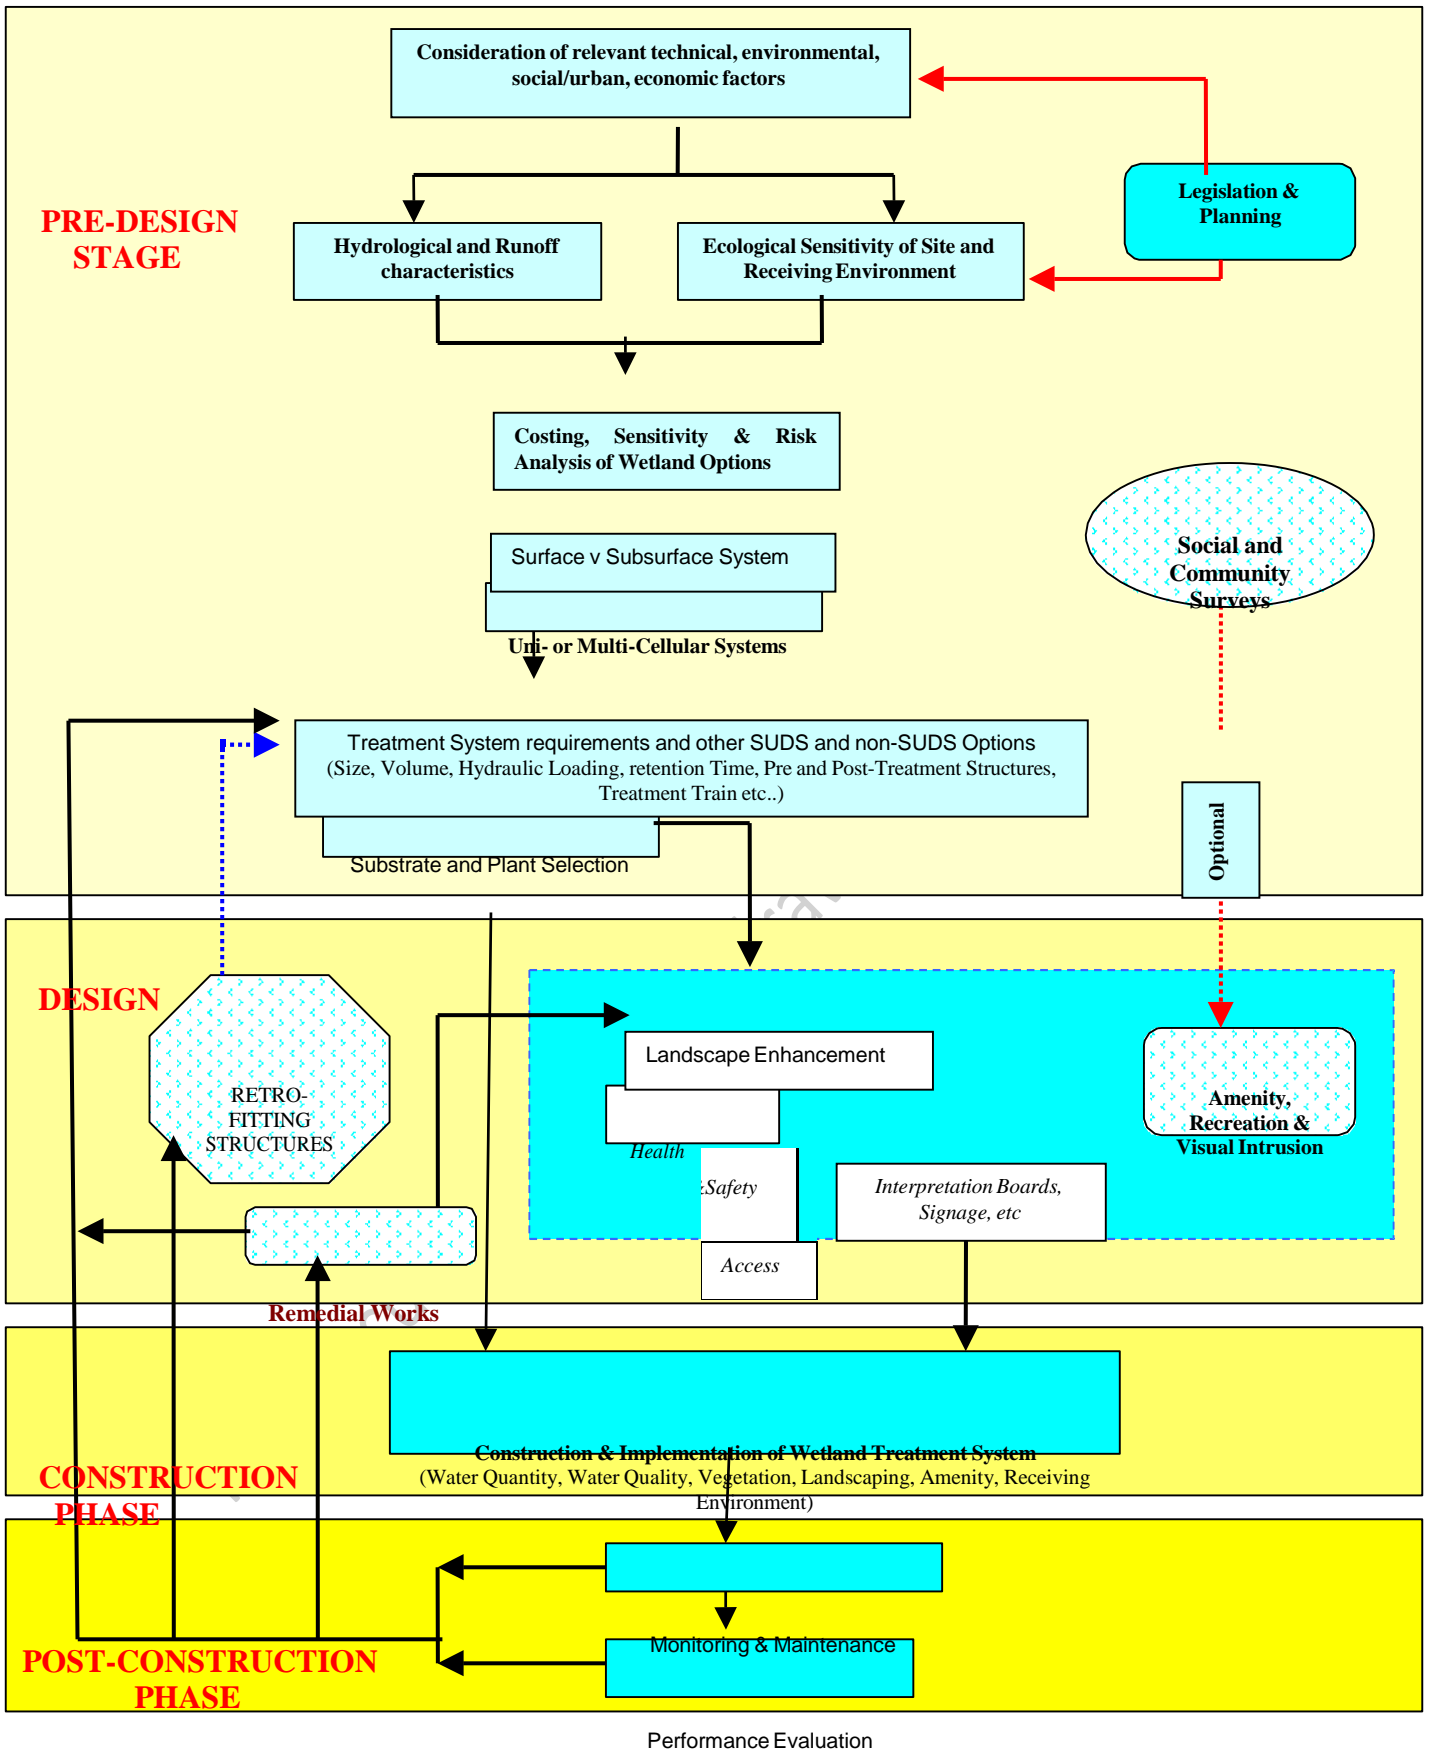 Consideration of relevant technical, environmental,
social/urban, economic factors
Legislation &
Planning
PRE-DESIGN
STAGE
Hydrological and Runoff
characteristics
Ecological Sensitivity of Site and
Receiving Environment
Costing, Sensitivity & Risk
Analysis of Wetland Options
Surface v Subsurface System
Uni- or Multi-Cellular Systems
Social and
Community
Surveys
Treatment System requirements and other SUDS and non-SUDS Options
(Size, Volume, Hydraulic Loading, retention Time, Pre and Post-Treatment Structures,
Treatment Train etc..)
Substrate and Plant Selection
Optional
DESIGN
RETRO-
FITTING
STRUCTURES
Landscape Enhancement
Health
&Safety
Access
Interpretation Boards,
Signage, etc
Amenity,
Recreation &
Visual Intrusion
Remedial Works
CONSTRUCTION
PHASE
Construction & Implementation of Wetland Treatment System
(Water Quantity, Water Quality, Vegetation, Landscaping, Amenity, Receiving
Environment)
POST-CONSTRUCTION
PHASE
Monitoring & Maintenance
Performance Evaluation